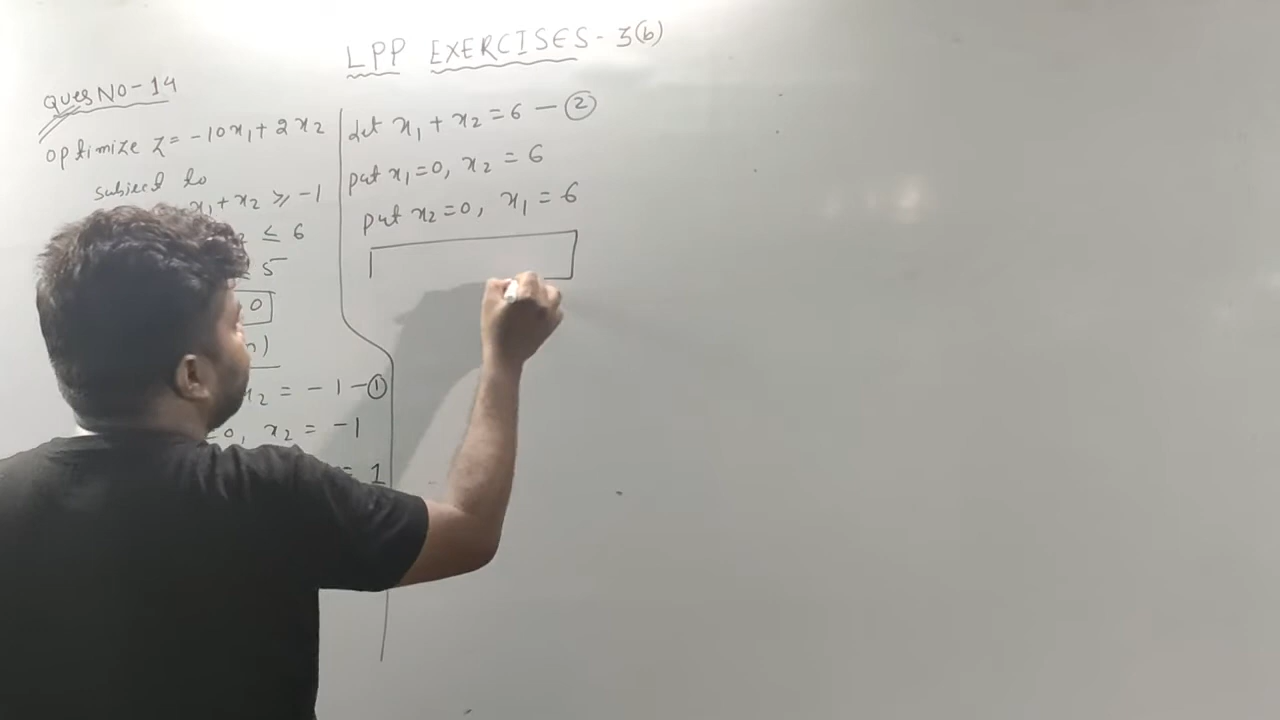 LPP EXERCISES - 3(b)
Ques NO - 14
optimize Z = -10x₁ + 2x₂
subject to
x₁ + x₂ ≥ -1
≤ 6
5
0
x₂ = -1 - ①
=0, x₂ = -1
= 1
Let x₁ + x₂ = 6 — ②
put x₁=0, x₂ = 6
put x₂=0, x₁ = 6